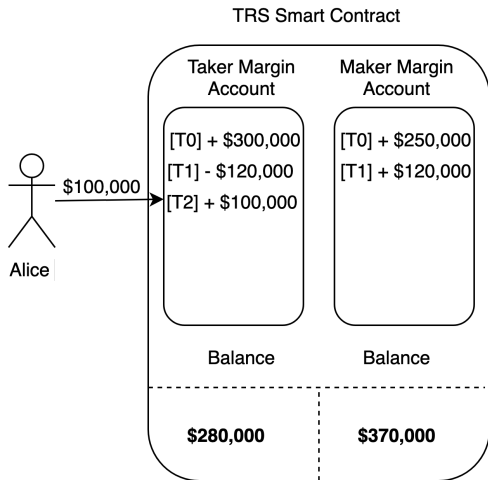 TRS Smart Contract
Taker Margin
Account
Maker Margin
Account
[T0] + $300,000
[T1] - $120,000
[T2] + $100,000
[T0] + $250,000
[T1] + $120,000
$100,000
Alice
Balance
Balance
$280,000
$370,000